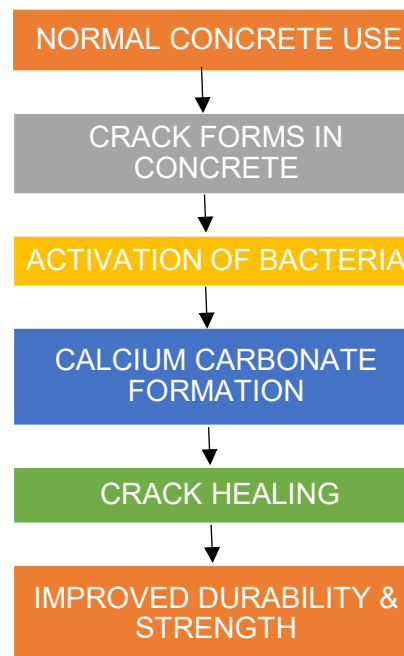 NORMAL CONCRETE USE
CRACK FORMS IN
CONCRETE
ACTIVATION OF BACTERIA
CALCIUM CARBONATE
FORMATION
CRACK HEALING
IMPROVED DURABILITY &
STRENGTH